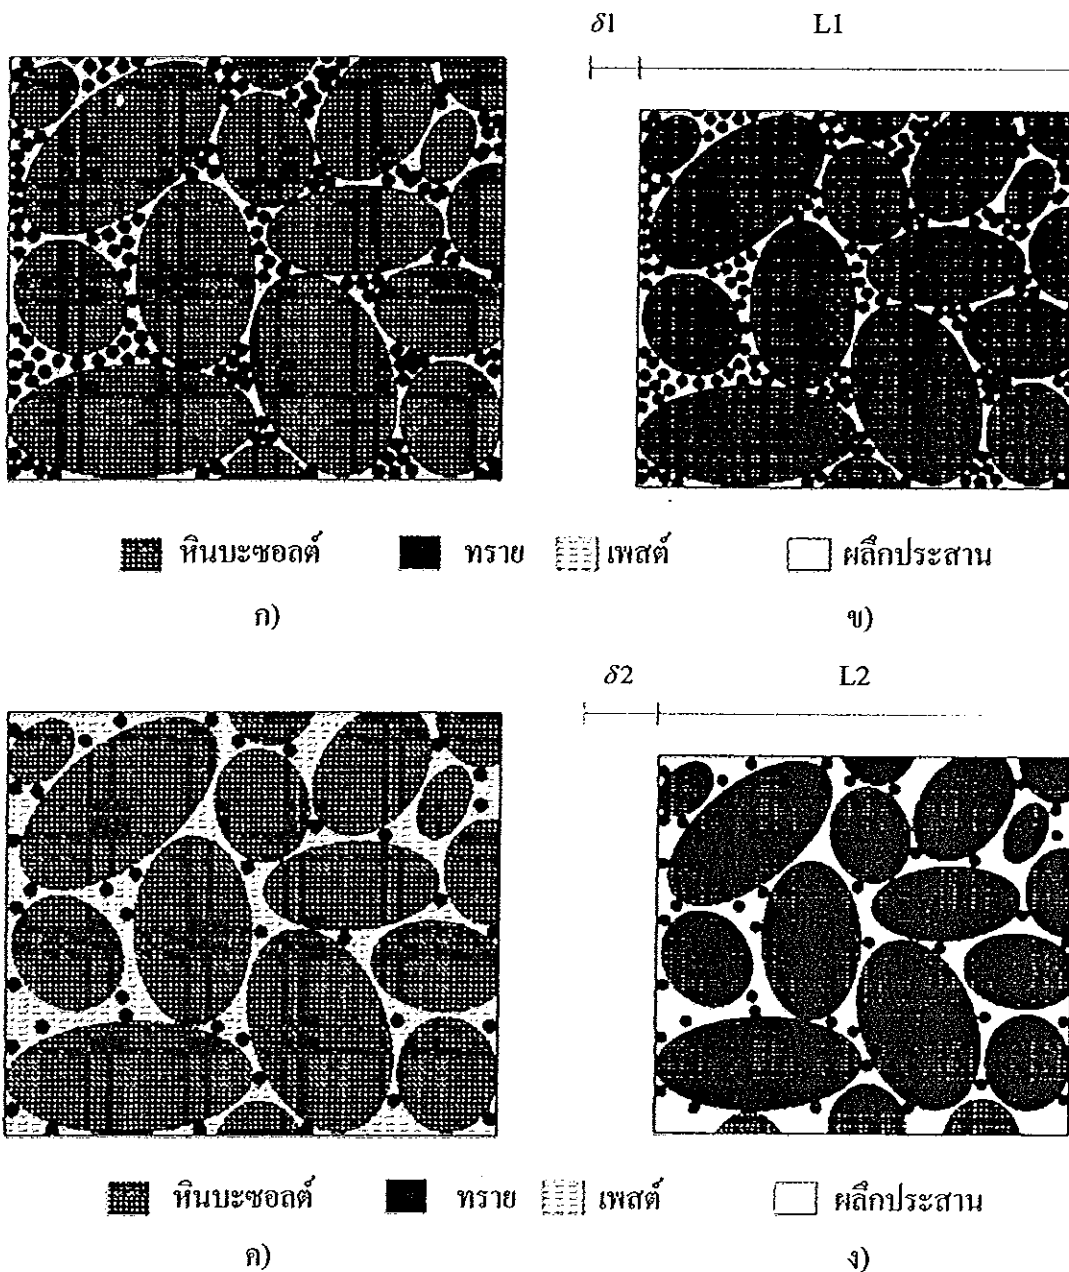 δ1 L1
หินบะซอลต์ ทราย เพสต์ ผลึกประสาน
ก) ข)
δ2 L2
หินบะซอลต์ ทราย เพสต์ ผลึกประสาน
ค) ง)